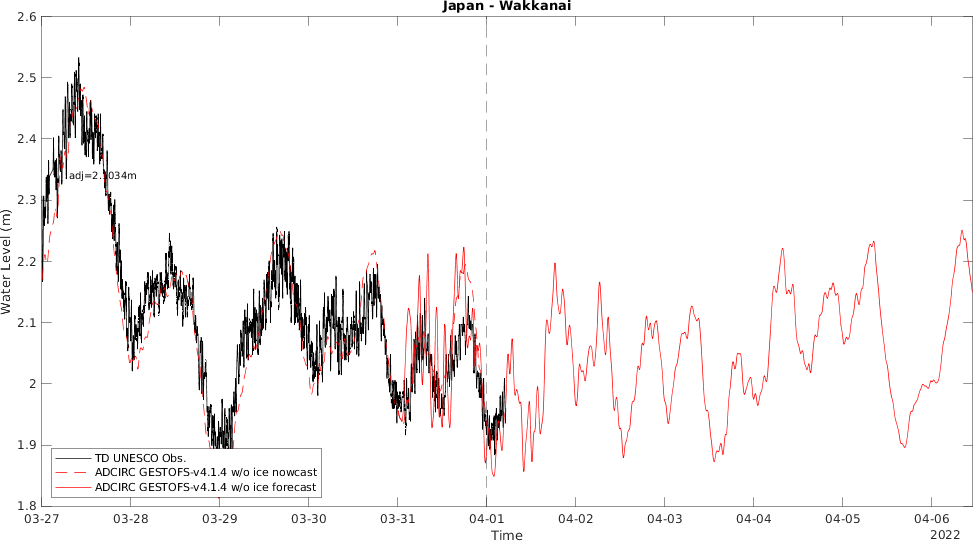 Japan - Wakkanai
2.6
2.5
2.4
2.3
2.2
2.1
2
1.9
1.8
Water Level (m)
adj=2.1034m
TD UNESCO Obs.
ADCIRC GESTOFS-v4.1.4 w/o ice nowcast
ADCIRC GESTOFS-v4.1.4 w/o ice forecast
03-27 03-28 03-29 03-30 03-31 04-01 04-02 04-03 04-04 04-05 04-06
Time
2022